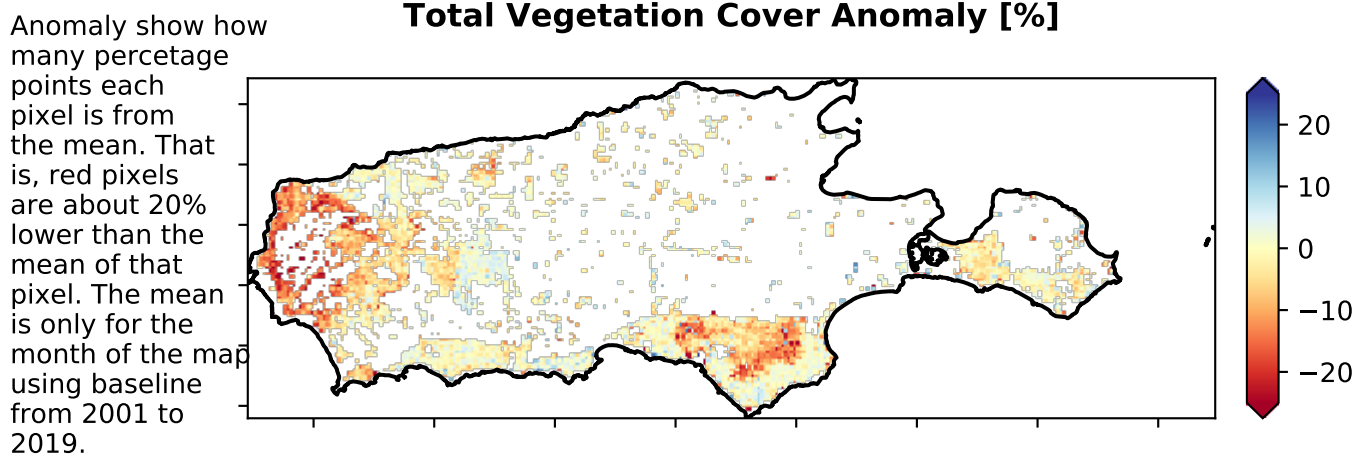 Total Vegetation Cover Anomaly [%]
Anomaly show how
many percetage
points each
pixel is from
the mean. That
is, red pixels
are about 20%
lower than the
mean of that
pixel. The mean
is only for the
month of the map
using baseline
from 2001 to
2019.
20
10
0
−10
−20